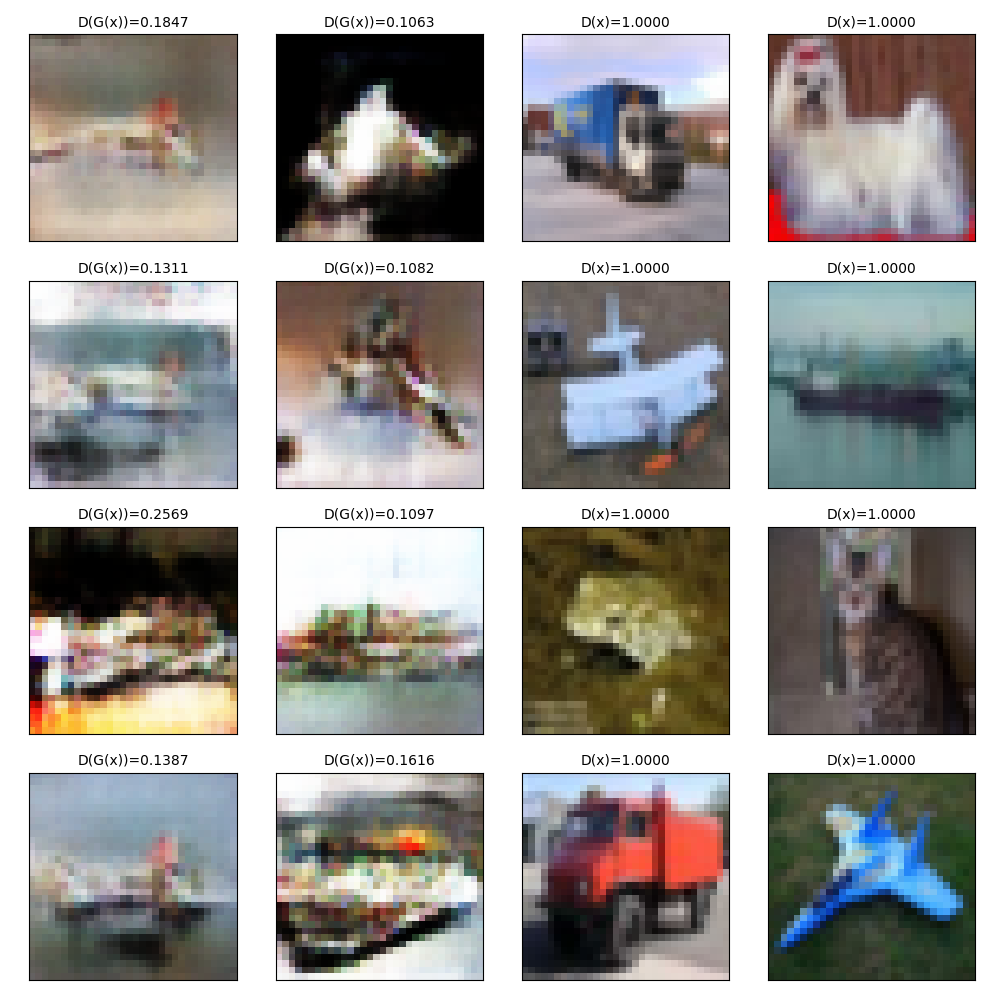 D(G(x))=0.1847 D(G(x))=0.1063 D(x)=1.0000 D(x)=1.0000
D(G(x))=0.1311 D(G(x))=0.1082 D(x)=1.0000 D(x)=1.0000
D(G(x))=0.2569 D(G(x))=0.1097 D(x)=1.0000 D(x)=1.0000
D(G(x))=0.1387 D(G(x))=0.1616 D(x)=1.0000 D(x)=1.0000